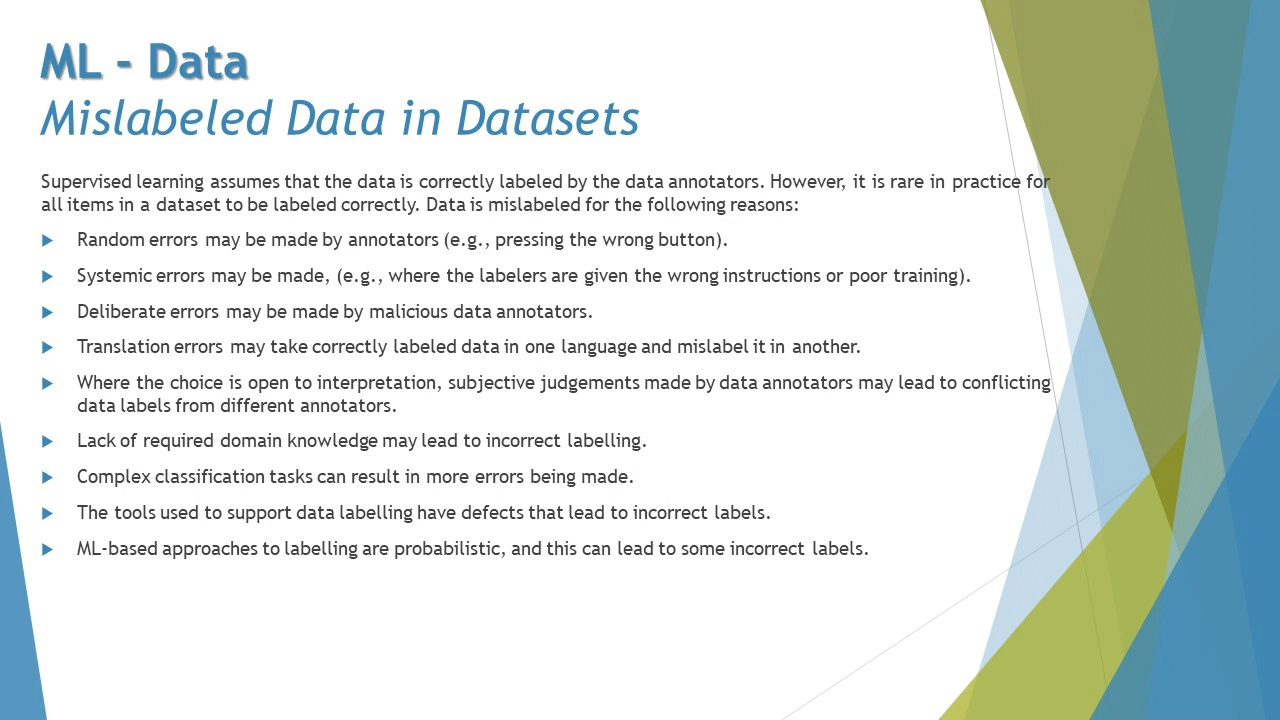 ML - Data
Mislabeled Data in Datasets
Supervised learning assumes that the data is correctly labeled by the data annotators. However, it is rare in practice for
all items in a dataset to be labeled correctly. Data is mislabeled for the following reasons:
Random errors may be made by annotators (e.g., pressing the wrong button).
Systemic errors may be made, (e.g., where the labelers are given the wrong instructions or poor training).
Deliberate errors may be made by malicious data annotators.
Translation errors may take correctly labeled data in one language and mislabel it in another.
Where the choice is open to interpretation, subjective judgements made by data annotators may lead to conflicting
data labels from different annotators.
Lack of required domain knowledge may lead to incorrect labelling.
Complex classification tasks can result in more errors being made.
The tools used to support data labelling have defects that lead to incorrect labels.
ML-based approaches to labelling are probabilistic, and this can lead to some incorrect labels.